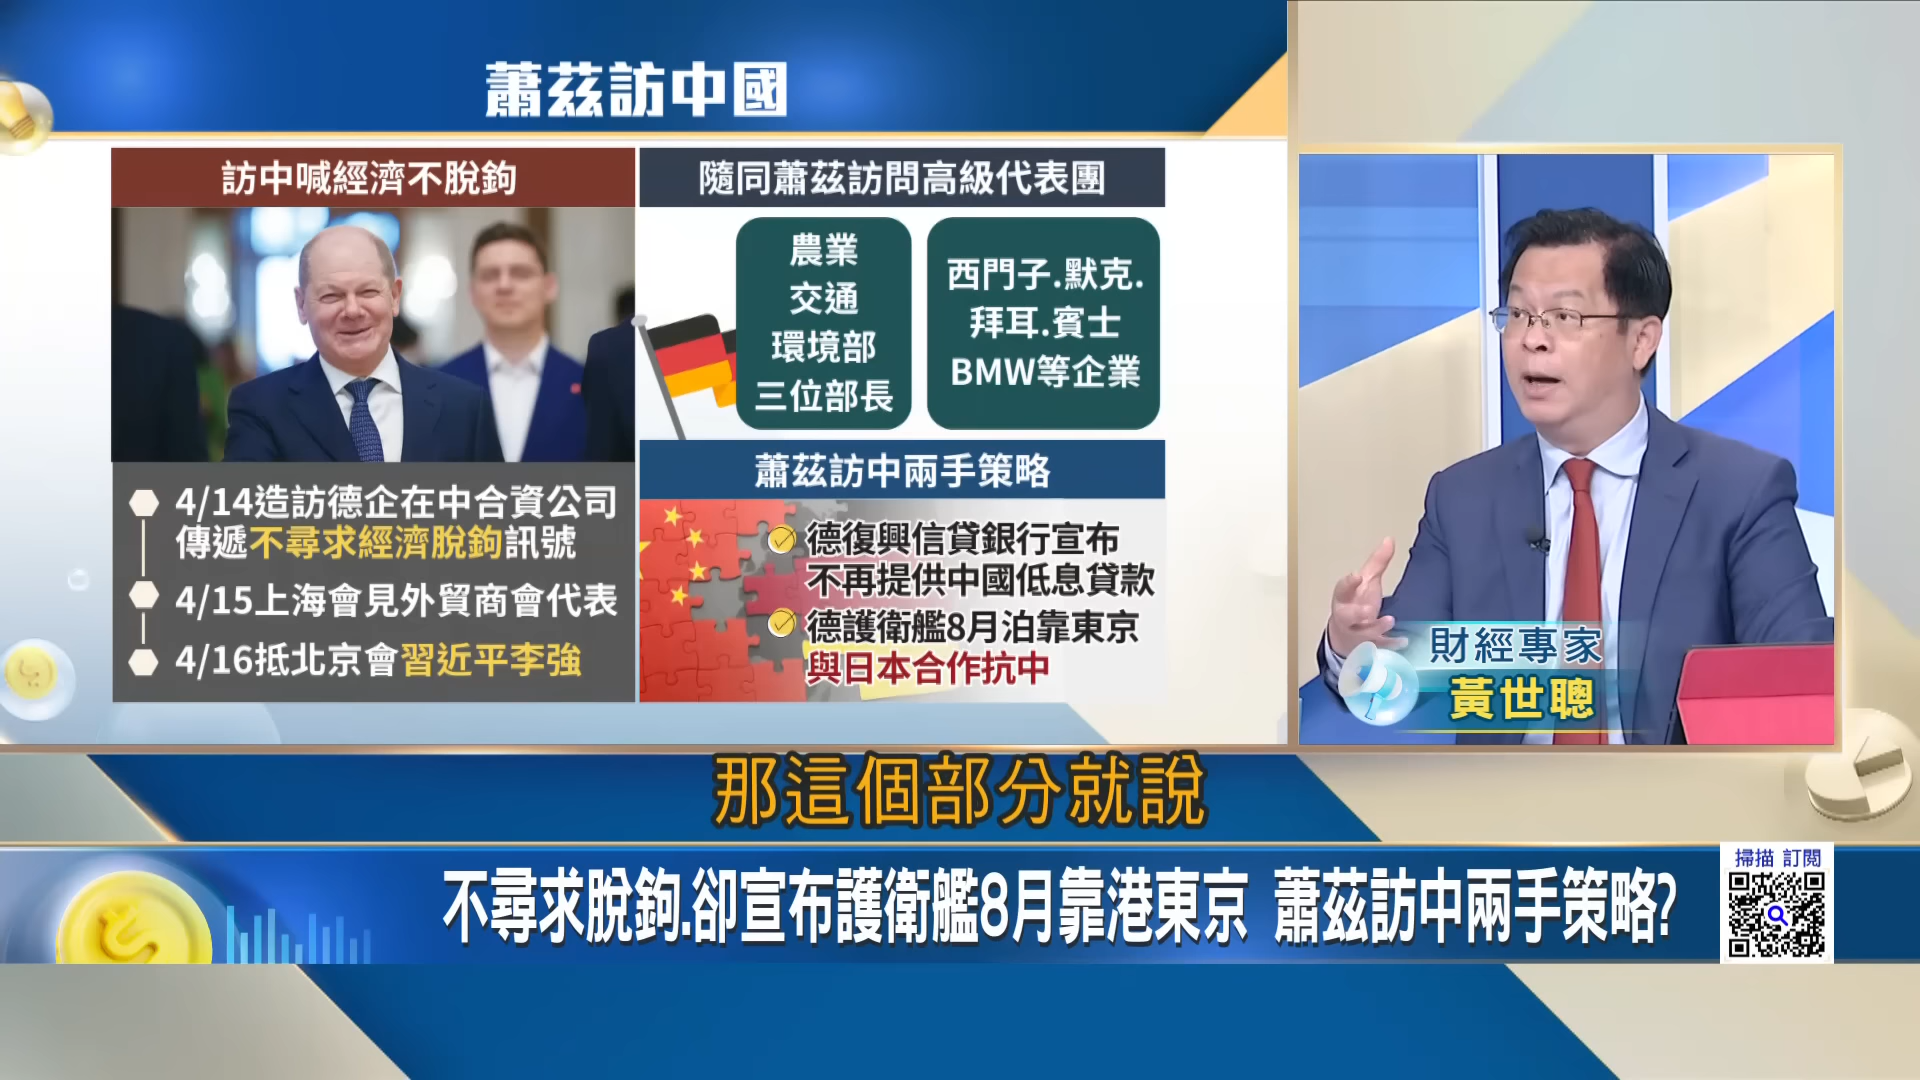 蕭茲訪中國
訪中喊經濟不脫鉤
4/14造訪德企在中合資公司
傳遞不尋求經濟脫鉤訊號
4/15上海會見外貿商會代表
4/16抵北京會習近平李強
隨同蕭茲訪問高級代表團
農業
交通
環境部
三位部長
西門子.默克.
拜耳.賓士
BMW等企業
蕭茲訪中兩手策略
德復興信貸銀行宣布
不再提供中國低息貸款
德護衛艦8月泊靠東京
與日本合作抗中
財經專家
黃世聰
那這個部分就說
不尋求脫鉤.卻宣布護衛艦8月靠港東京 蕭茲訪中兩手策略?
掃描 訂閱